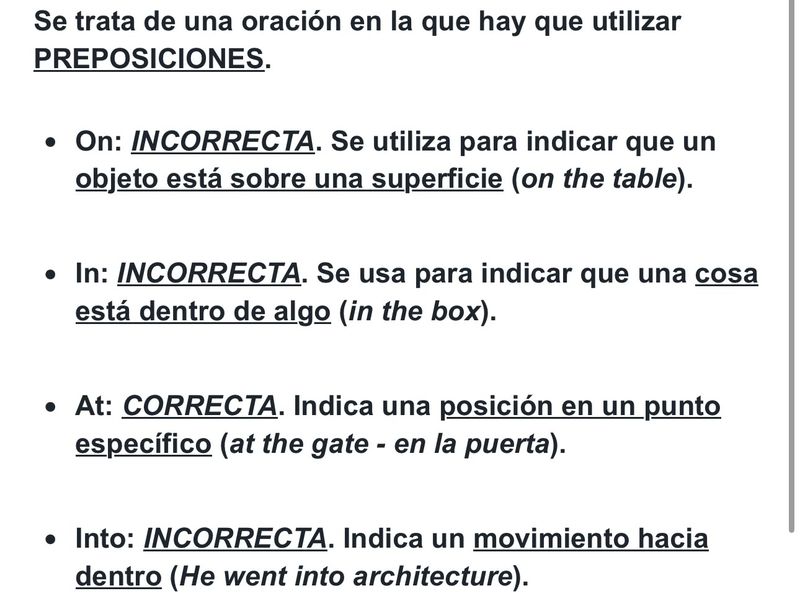 Se trata de una oración en la que hay que utilizar
PREPOSICIONES.
• On: INCORRECTA. Se utiliza para indicar que un
objeto está sobre una superficie (on the table).
• In: INCORRECTA. Se usa para indicar que una cosa
está dentro de algo (in the box).
• At: CORRECTA. Indica una posición en un punto
específico (at the gate - en la puerta).
• Into: INCORRECTA. Indica un movimiento hacia
dentro (He went into architecture).